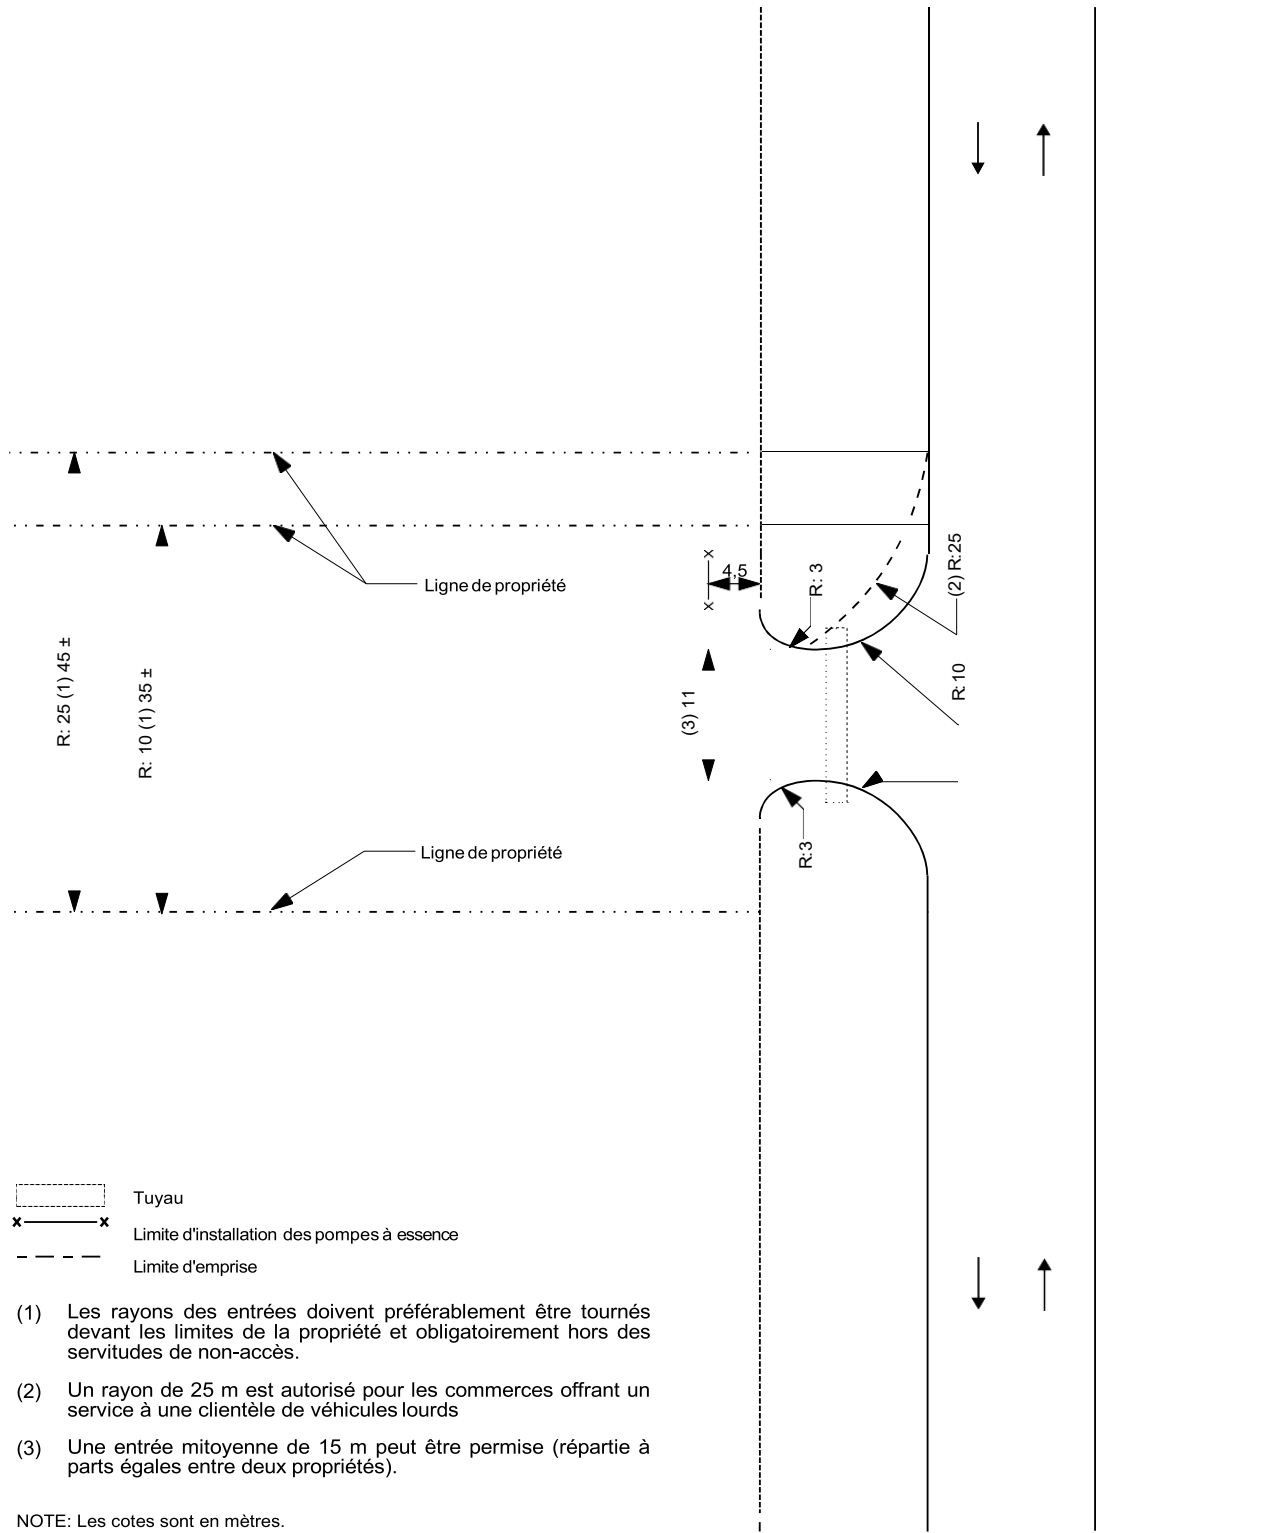 x
4,5
x
R: 3
(2) R:25
Ligne de propriété
R: 25 (1) 45 ±
R: 10 (1) 35 ±
(3) 11
R:10
R:3
Ligne de propriété
Tuyau
x x
Limite d'installation des pompes à essence
Limite d'emprise
(1) Les rayons des entrées doivent préférablement être tournés
devant les limites de la propriété et obligatoirement hors des
servitudes de non-accès.
(2) Un rayon de 25 m est autorisé pour les commerces offrant un
service à une clientèle de véhicules lourds
(3) Une entrée mitoyenne de 15 m peut être permise (répartie à
parts égales entre deux propriétés).
NOTE: Les cotes sont en mètres.